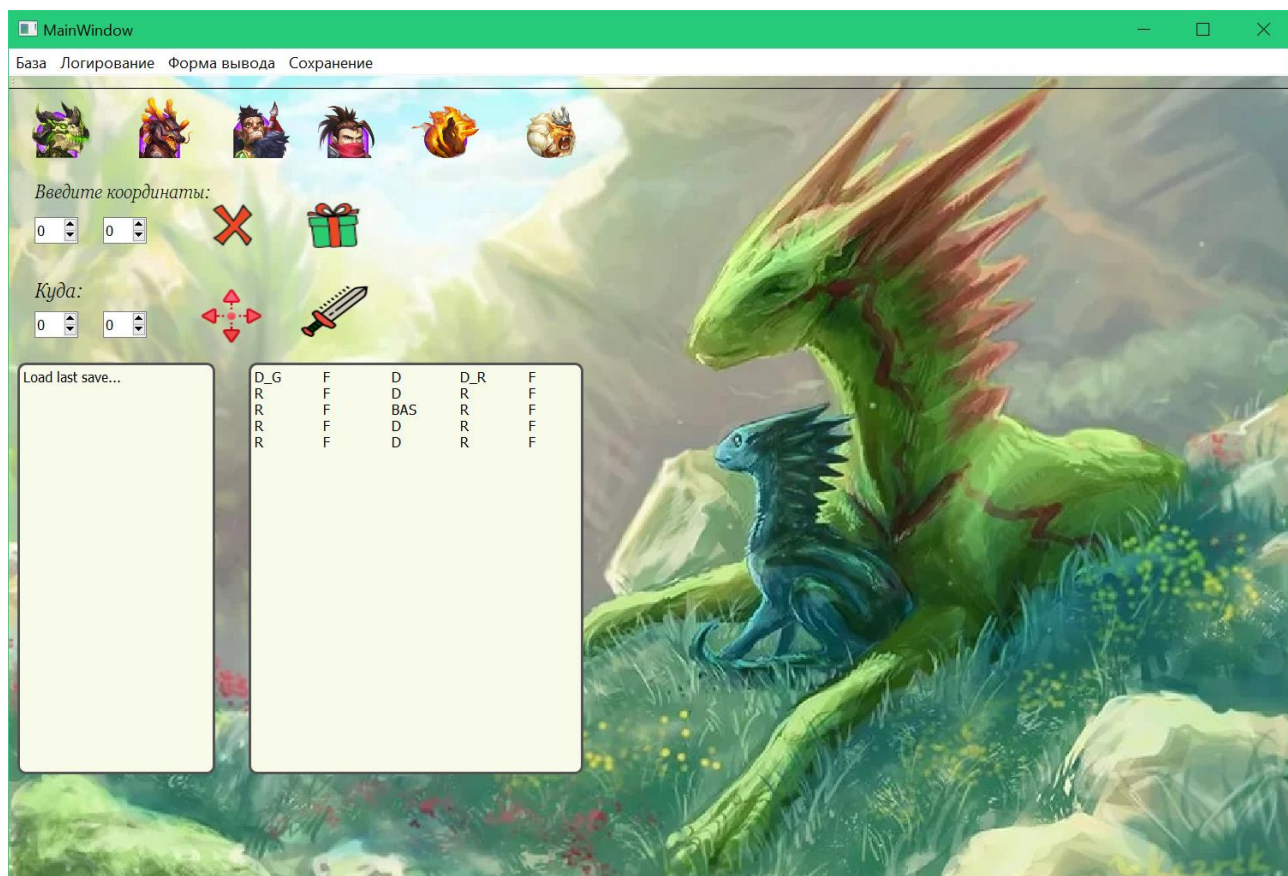 MainWindow
База Логирование Форма вывода Сохранение
Введите координаты:
0 0
Куда:
0 0
Load last save...
D_G F D D_R F
R F D R F
R F BAS R F
R F D R F
R F D R F